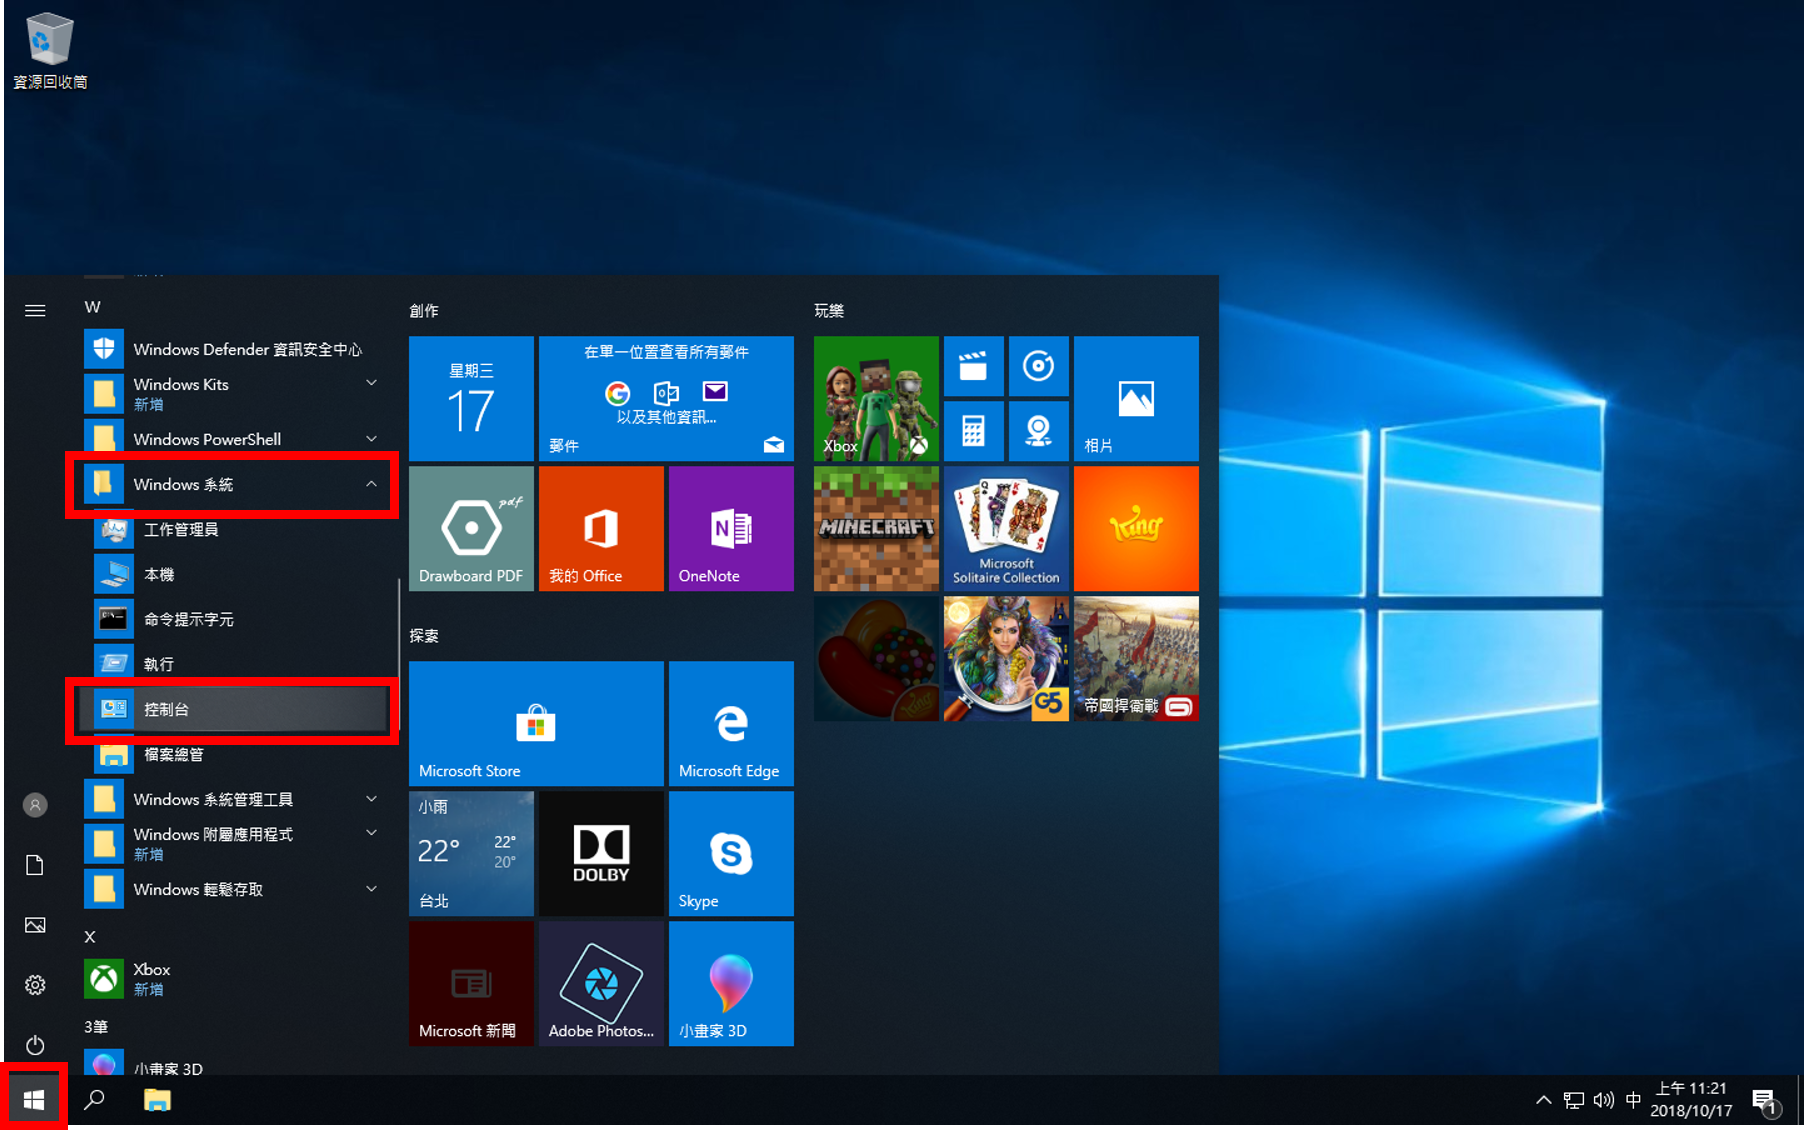 資源回收筒
W
Windows Defender 資訊安全中心
Windows Kits
新增
Windows PowerShell
Windows 系統
工作管理員
本機
命令提示字元
執行
控制台
檔案總管
Windows 系統管理工具
Windows 附屬應用程式
新增
Windows 輕鬆存取
X
Xbox
新增
3筆
小畫家 3D
創作
星期三
17
在單一位置查看所有郵件
以及其他資訊...
郵件
Drawboard PDF
pdf
我的 Office
OneNote
探索
Microsoft Store
Microsoft Edge
小雨
22°
22°
20°
台北
DOLBY
Skype
Microsoft 新聞
Adobe Photos...
小畫家 3D
玩樂
Xbox
相片
MINECRAFT
Microsoft
Solitaire Collection
King
King
G5
帝國捍衛戰
中
上午 11:21
2018/10/17
1